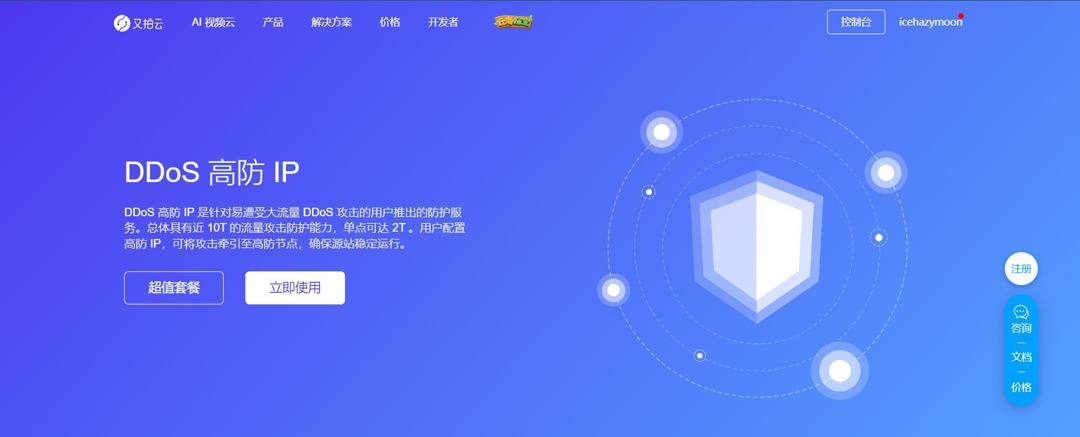 又拍云
AI 视频云
产品
解决方案
价格
开发者
控制台
icehazymoon
DDoS 高防 IP
DDoS 高防 IP 是针对易遭受大流量 DDoS 攻击的用户推出的防护服
务。总体具有近 10T 的流量攻击防护能力，单点可达 2T 。用户配置
高防 IP，可将攻击牵引至高防节点，确保源站稳定运行。
超值套餐
立即使用
注册
咨询
文档
价格